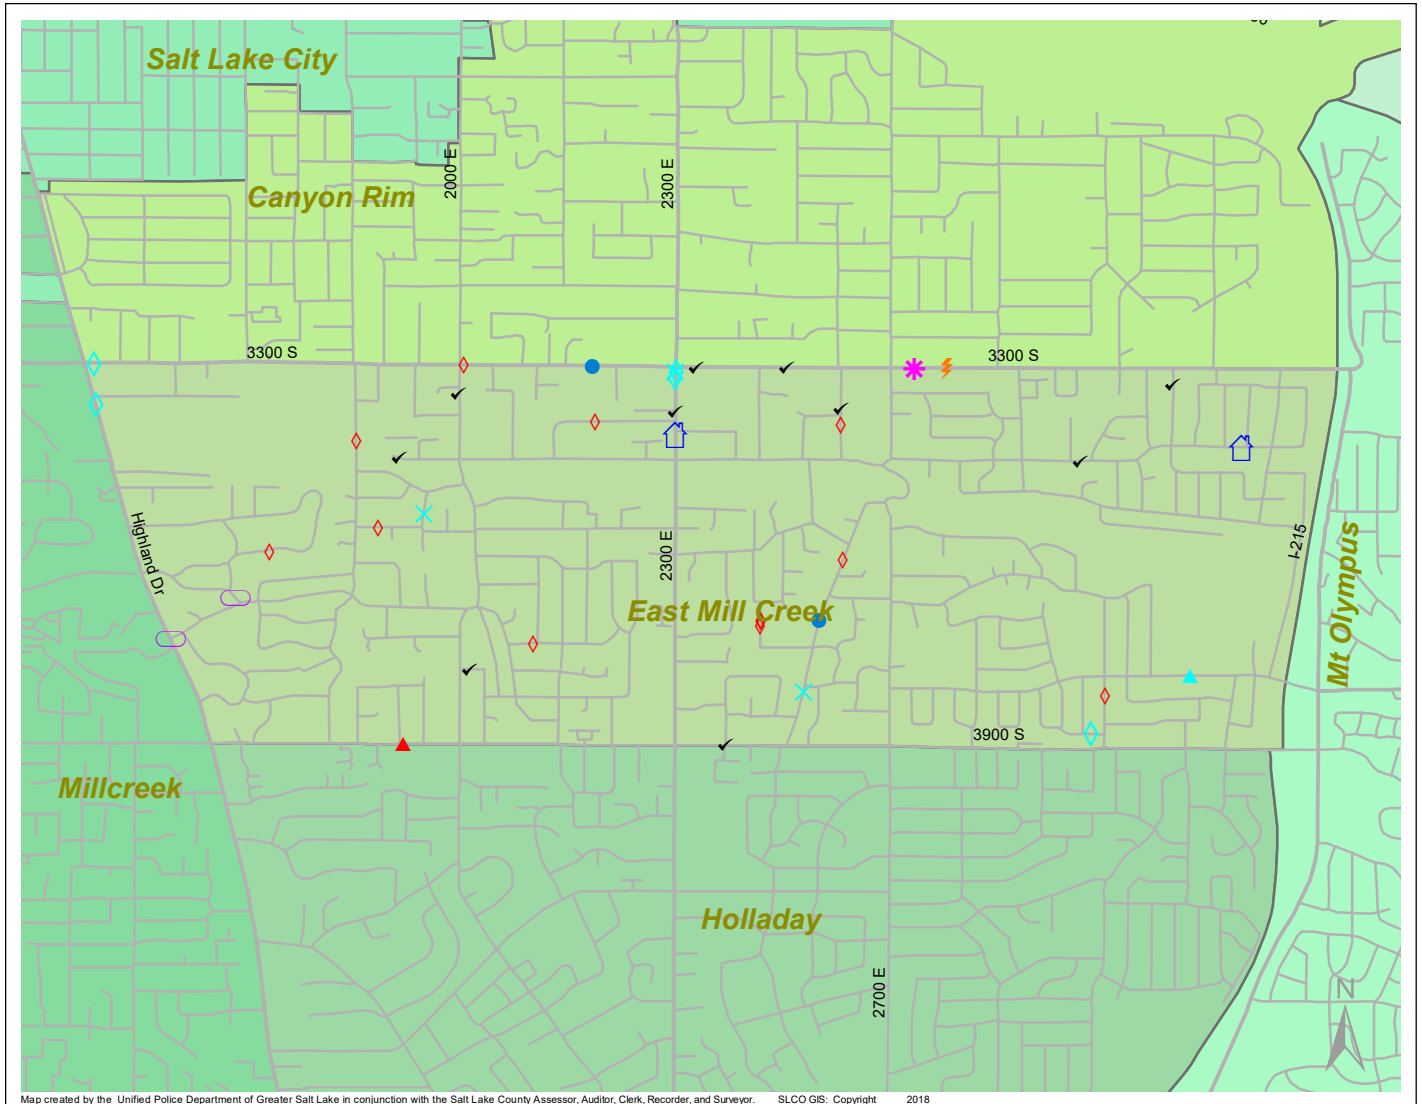 Salt Lake City
2000 E
2300 E
Canyon Rim
3300 S
3300 S
Highland Dr
2300 E
I-215
East Mill Creek
Mt Olympus
3900 S
Millcreek
Holladay
2700 E
N
Map created by the Unified Police Department of Greater Salt Lake in conjunction with the Salt Lake County Assessor, Auditor, Clerk, Recorder, and Surveyor. SLCO GIS: Copyright 2018